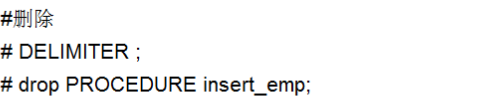 #删除
# DELIMITER ;
# drop PROCEDURE insert_emp;